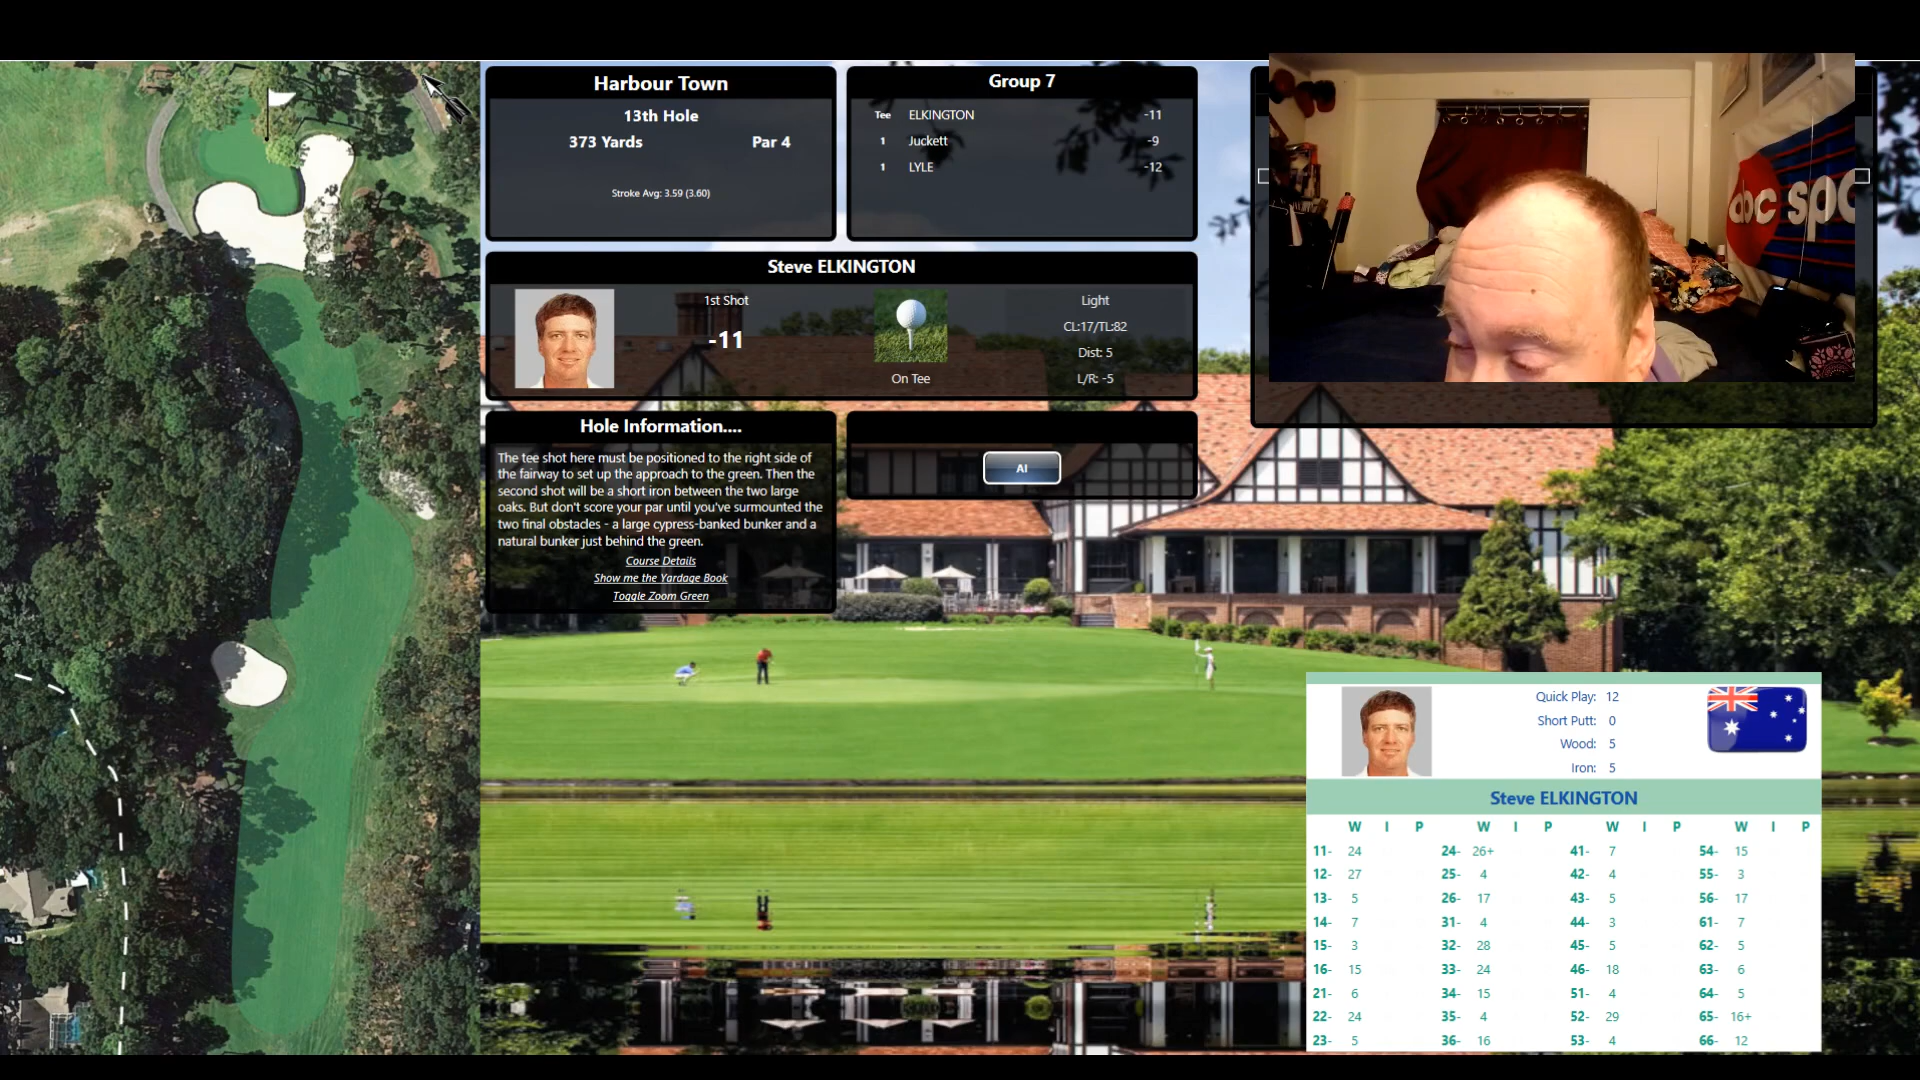 Harbour Town
13th Hole
373 Yards Par 4
Stroke Avg: 3.59 (3.60)
Group 7
Tee ELKINGTON -11
1 Juckett -9
1 LYLE -12
Steve ELKINGTON
1st Shot
-11
On Tee
Light
CL:17/TL:82
Dist: 5
L/R: -5
Hole Information....
The tee shot here must be positioned to the right side of
the fairway to set up the approach to the green. Then the
second shot will be a short iron between the two large
oaks. But don't score your par until you've surmounted the
two final obstacles - a large cypress-banked bunker and a
natural bunker just behind the green.
Course Details
Show me the Yardage Book
Toggle Zoom Green
AI
abc spo
Quick Play: 12
Short Putt: 0
Wood: 5
Iron: 5
Steve ELKINGTON
W I P W I P W I P W I P
11- 24 24- 26+ 41- 7 54- 15
12- 27 25- 4 42- 4 55- 3
13- 5 26- 17 43- 5 56- 17
14- 7 31- 4 44- 3 61- 7
15- 3 32- 28 45- 5 62- 5
16- 15 33- 24 46- 18 63- 6
21- 6 34- 15 51- 4 64- 5
22- 24 35- 4 52- 29 65- 16+
23- 5 36- 16 53- 4 66- 12